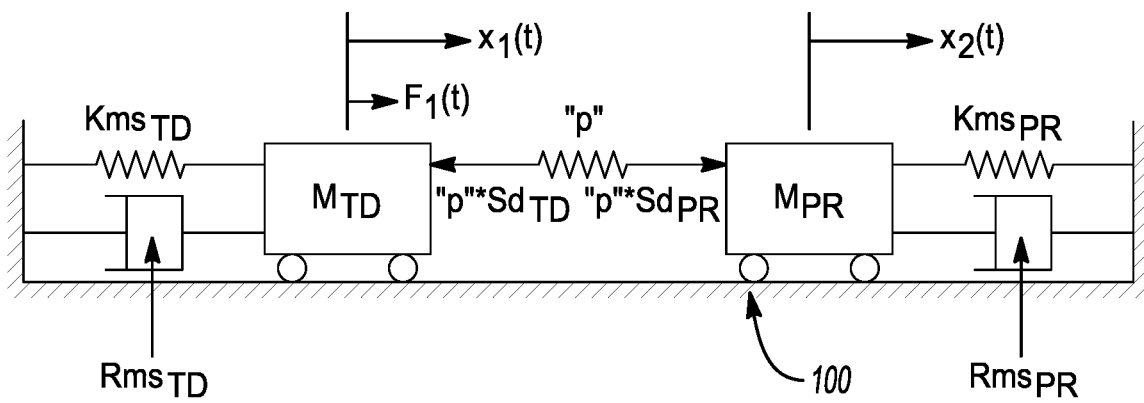 x1(t)
x2(t)
F1(t)
KmsTD
"p"
KmsPR
MTD
"p"*SdTD
"p"*SdPR
MPR
RmsTD
100
RmsPR